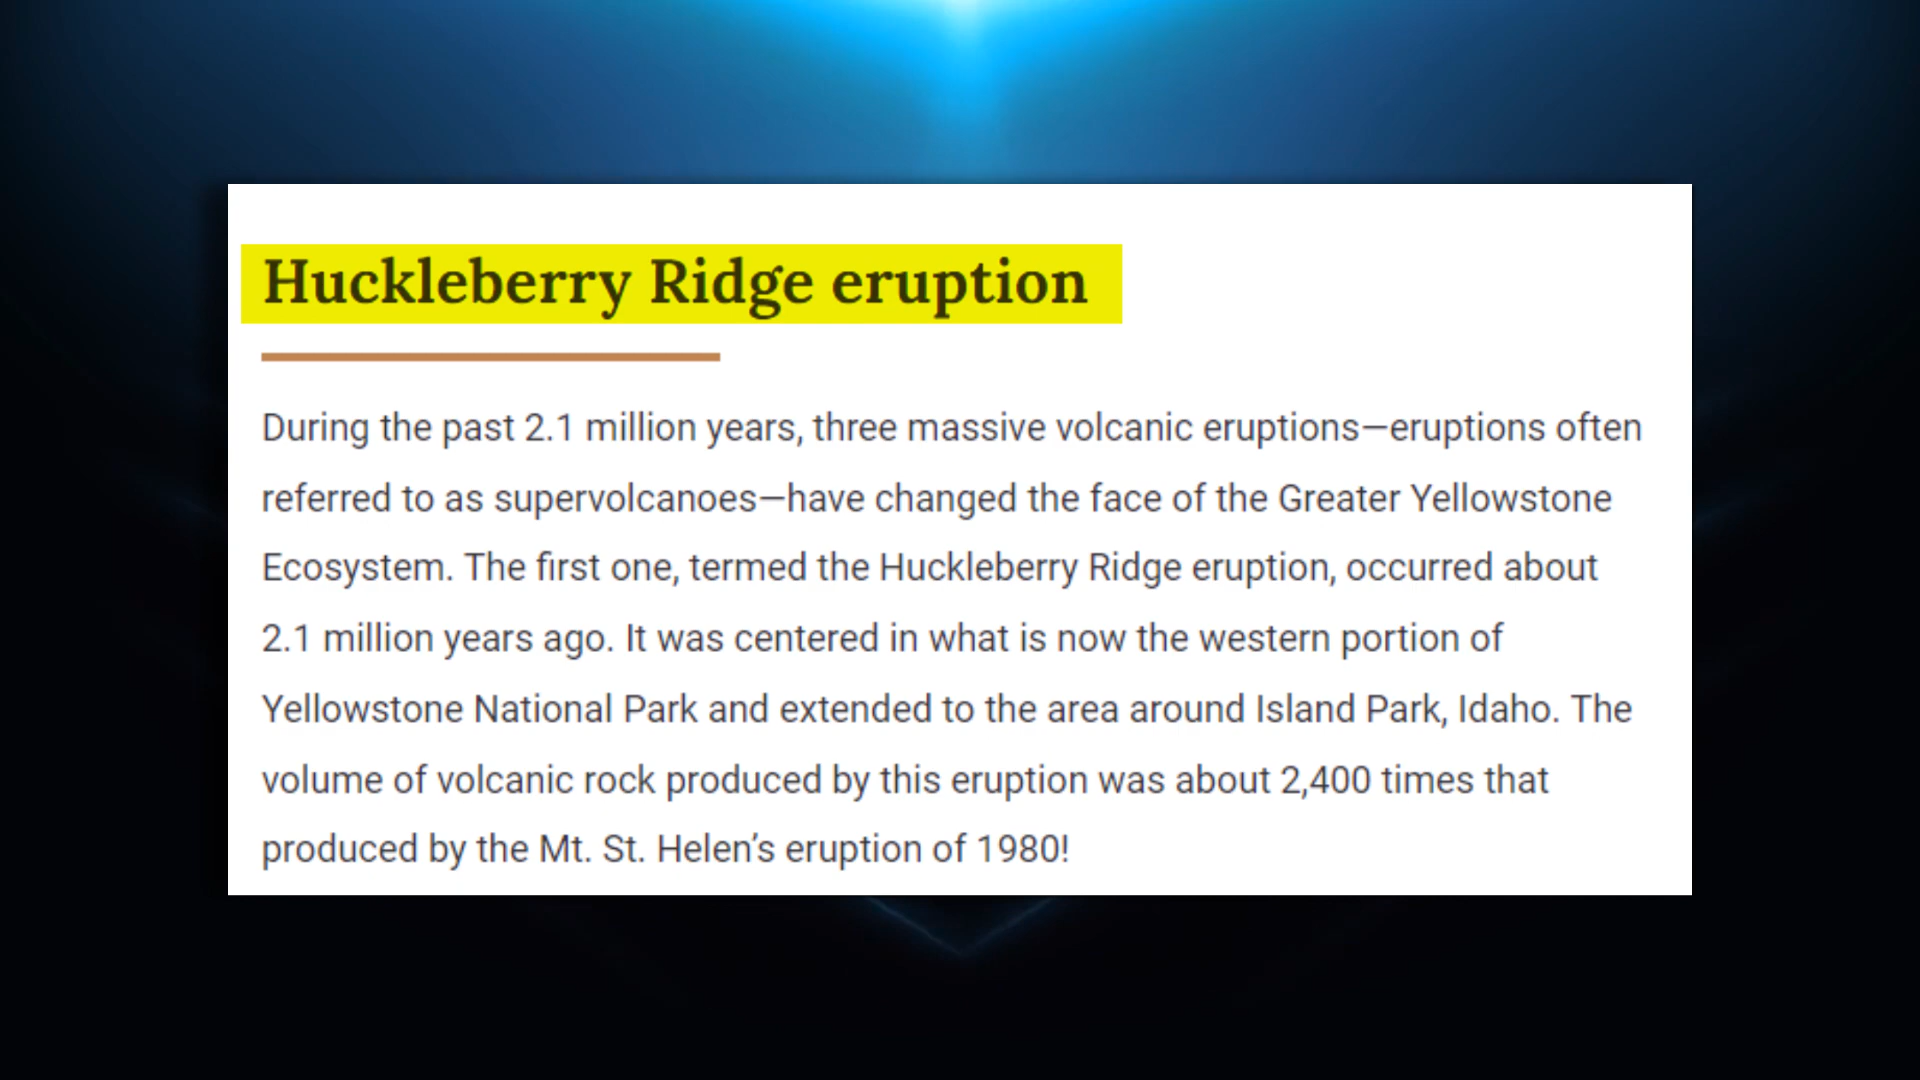 Huckleberry Ridge eruption
During the past 2.1 million years, three massive volcanic eruptions—eruptions often
referred to as supervolcanoes—have changed the face of the Greater Yellowstone
Ecosystem. The first one, termed the Huckleberry Ridge eruption, occurred about
2.1 million years ago. It was centered in what is now the western portion of
Yellowstone National Park and extended to the area around Island Park, Idaho. The
volume of volcanic rock produced by this eruption was about 2,400 times that
produced by the Mt. St. Helen’s eruption of 1980!